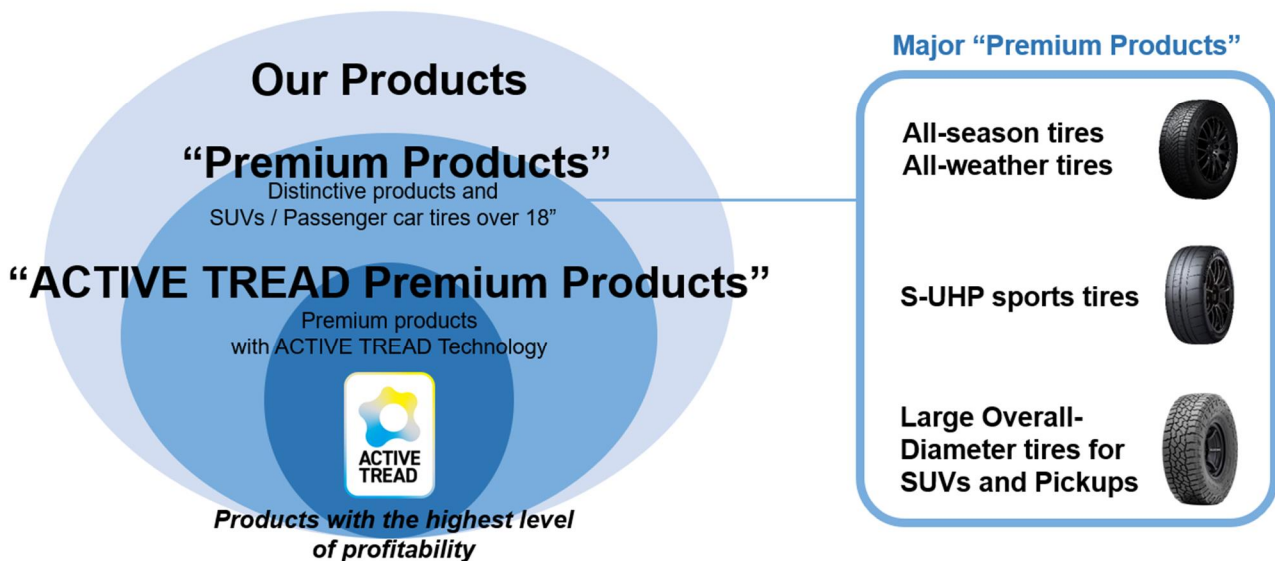 Our Products
“Premium Products”
Distinctive products and
SUVs / Passenger car tires over 18”
“ACTIVE TREAD Premium Products”
Premium products
with ACTIVE TREAD Technology
ACTIVE
TREAD
Products with the highest level
of profitability
Major “Premium Products”
All-season tires
All-weather tires
S-UHP sports tires
Large Overall-
Diameter tires for
SUVs and Pickups